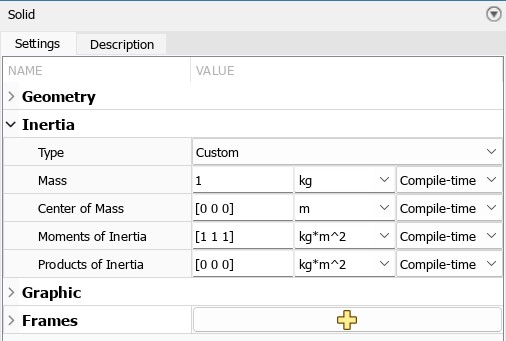 Solid
Settings Description
NAME VALUE
Geometry
Inertia
Type Custom
Mass 1 kg Compile-time
Center of Mass [0 0 0] m Compile-time
Moments of Inertia [1 1 1] kg*m^2 Compile-time
Products of Inertia [0 0 0] kg*m^2 Compile-time
Graphic
Frames